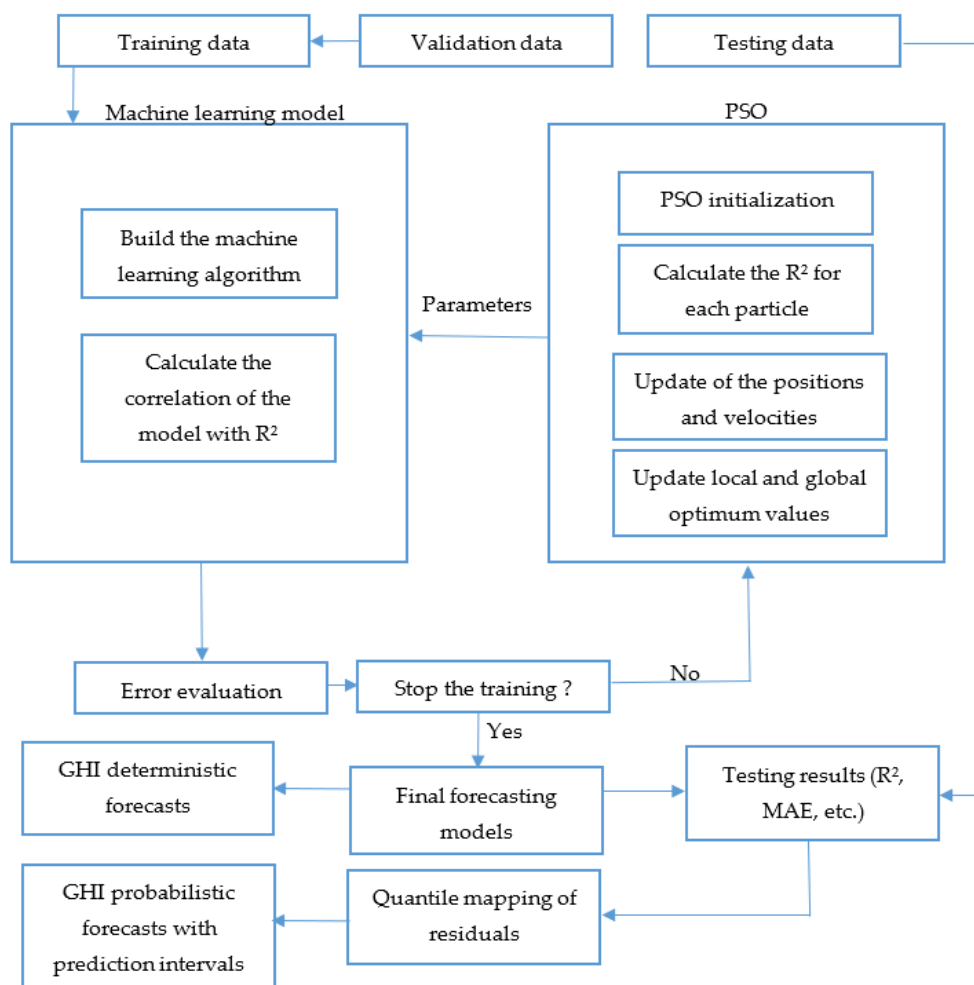 Training data
Validation data
Testing data
Machine learning model
PSO
Build the machine
learning algorithm
Calculate the
correlation of the
model with R²
Parameters
PSO initialization
Calculate the R² for
each particle
Update of the positions
and velocities
Update local and global
optimum values
Error evaluation
Stop the training ?
No
Yes
GHI deterministic
forecasts
Final forecasting
models
Testing results (R²,
MAE, etc.)
GHI probabilistic
forecasts with
prediction intervals
Quantile mapping of
residuals